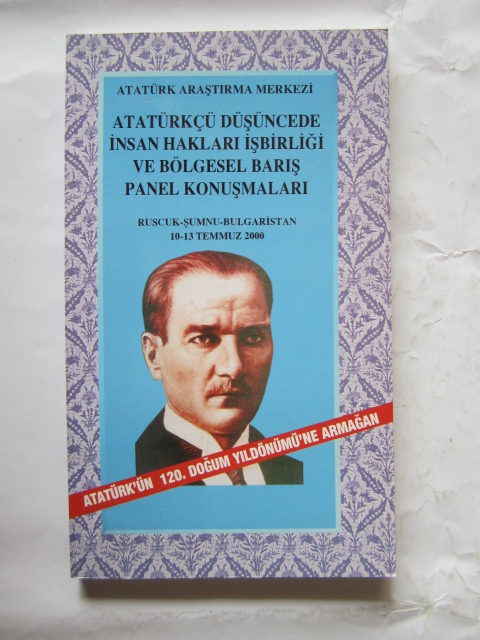 ATATÜRK ARAŞTIRMA MERKEZİ
ATATÜRKÇÜ DÜŞÜNCEDE
İNSAN HAKLARI İŞBİRLİĞİ
VE BÖLGESEL BARIŞ
PANEL KONUŞMALARI
RUSCUK-ŞUMNU-BULGARİSTAN
10-13 TEMMUZ 2000
ATATÜRK'ÜN 120. DOĞUM YILDÖNÜMÜ'NE ARMAĞAN